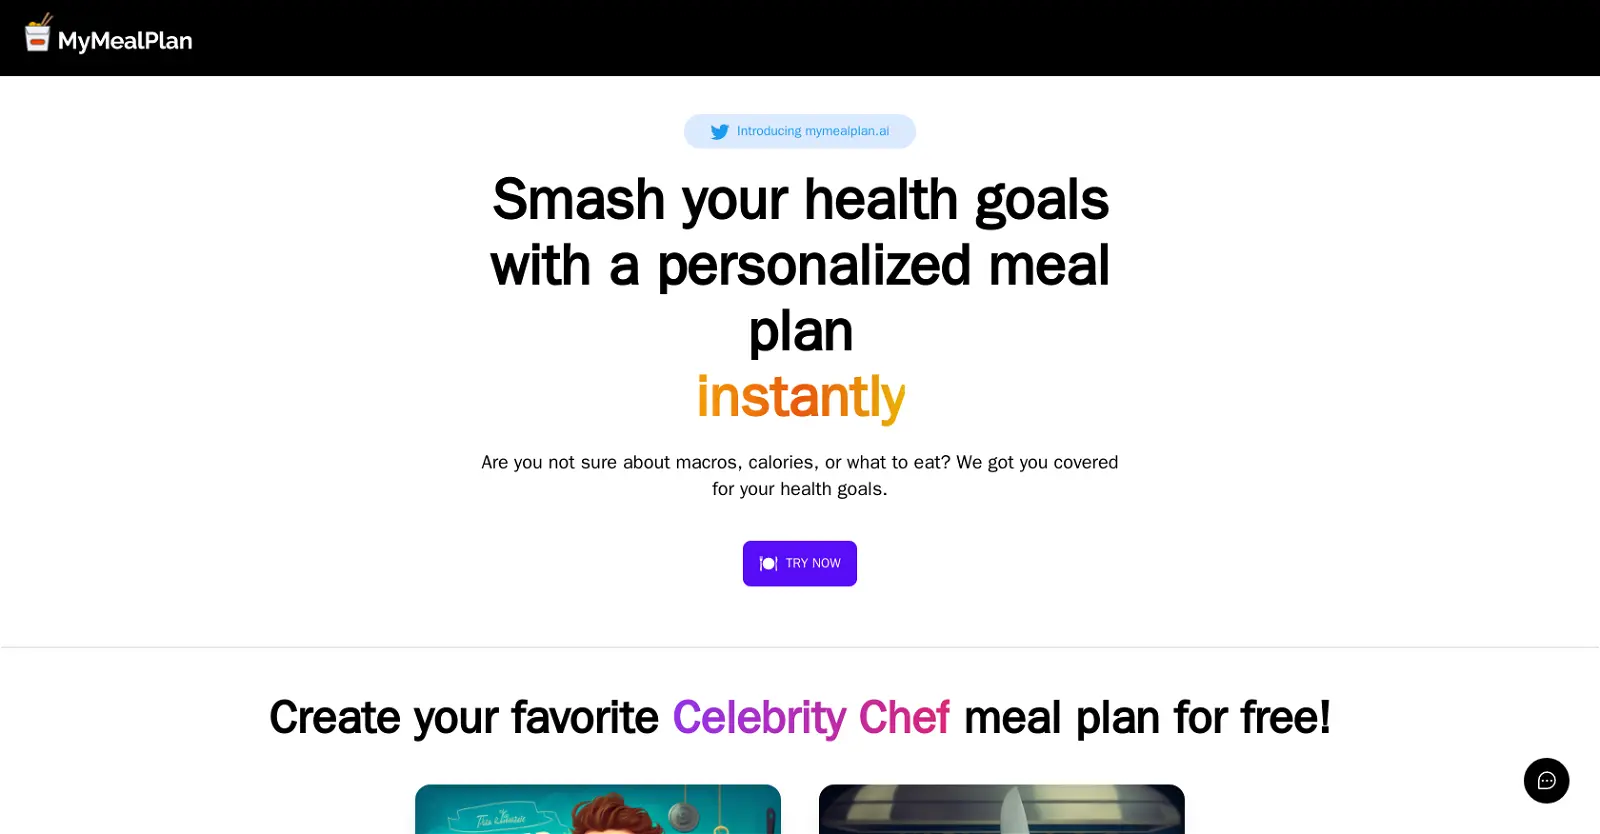 MyMealPlan
Introducing mymealplan.ai
Smash your health goals
with a personalized meal
plan
instantly
Are you not sure about macros, calories, or what to eat? We got you covered
for your health goals.
TRY NOW
Create your favorite Celebrity Chef meal plan for free!